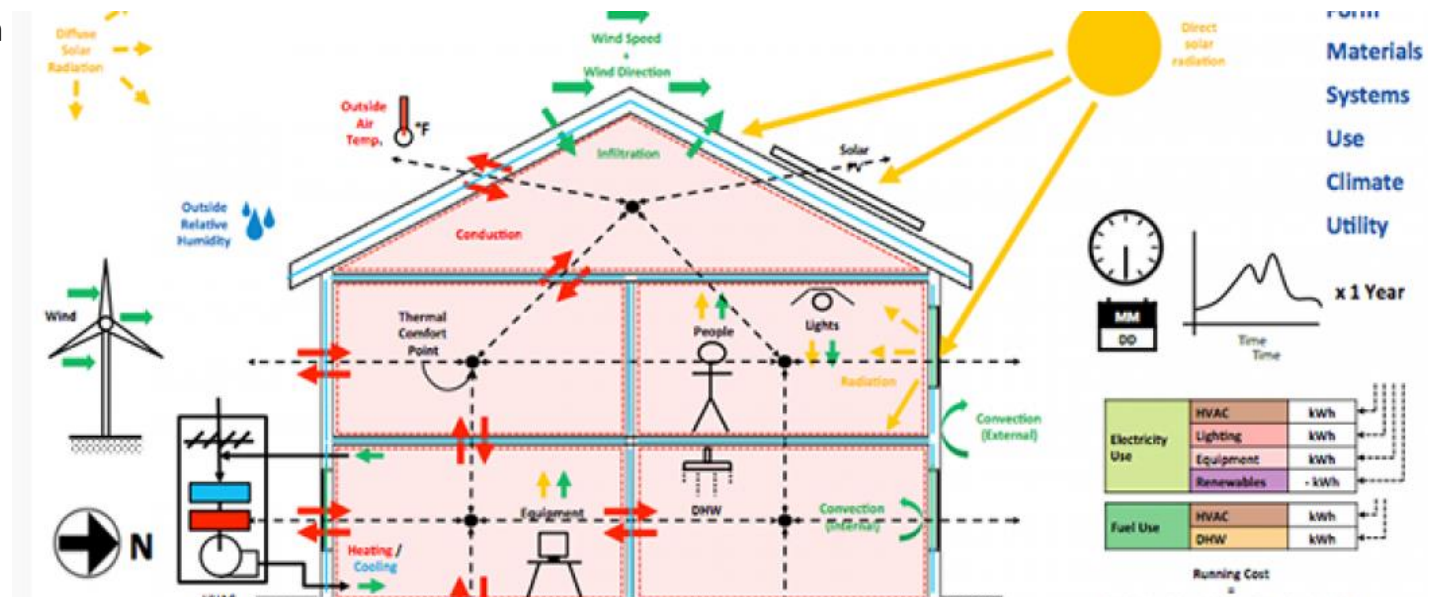 Diffuse
Solar
Radiation
Wind Speed
+
Wind Direction
Direct
solar
radiation
Form
Materials
Systems
Use
Climate
Utility
x 1 Year
Outside
Air
Temp.
°F
Infiltration
Solar
PV
Outside
Relative
Humidity
Conduction
Wind
Thermal
Comfort
Point
People
Lights
Radiation
Convection
(External)
MM
DD
Time
Time
Electricity
Use
HVAC kWh
Lighting kWh
Equipment kWh
Renewables - kWh
Fuel Use
HVAC kWh
DHW kWh
Running Cost
=
N
Heating /
Cooling
Equipment
DHW
Convection
(Internal)
HVAC